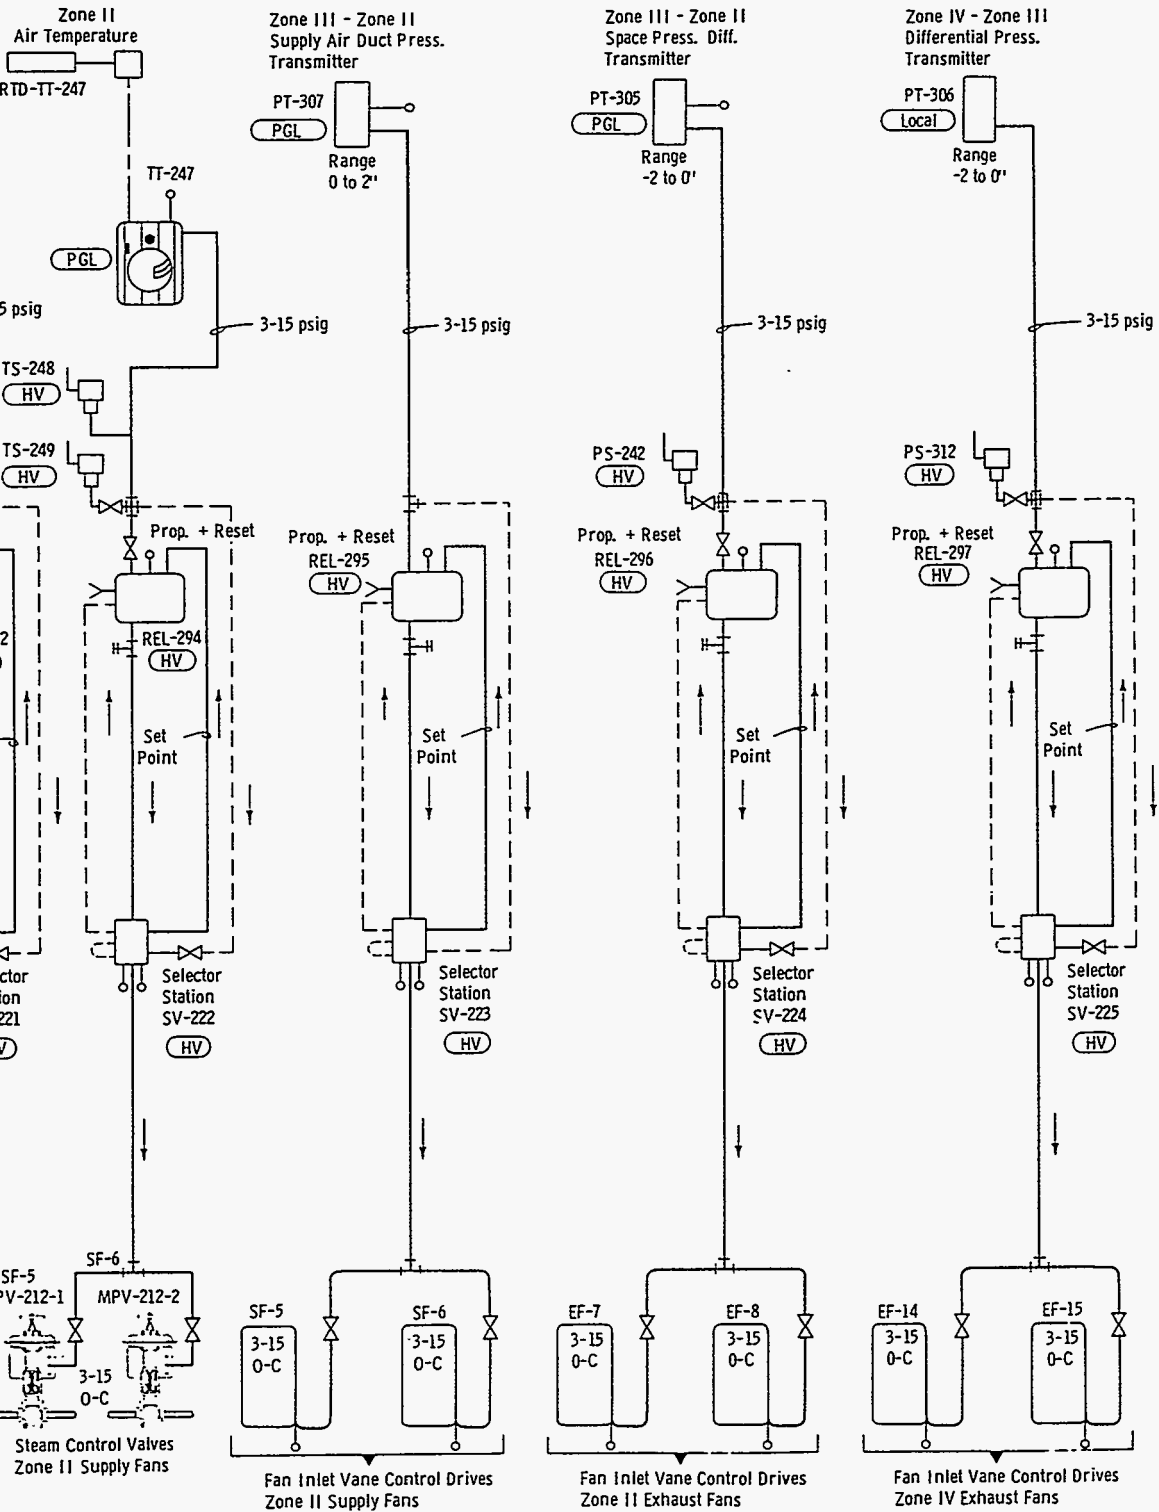 Zone II
Air Temperature
RTD-TT-247
TT-247
PGL
5 psig
3-15 psig
TS-248
HV
TS-249
HV
Prop. + Reset
REL-294
HV
2
Set
Point
ctor
ion
221
V
Selector
Station
SV-222
HV
SF-6
SF-5
PV-212-1
MPV-212-2
3-15
O-C
Steam Control Valves
Zone II Supply Fans
Zone III - Zone II
Supply Air Duct Press.
Transmitter
PT-307
PGL
Range
0 to 2"
3-15 psig
Prop. + Reset
REL-295
HV
Set
Point
Selector
Station
SV-223
HV
SF-5
3-15
O-C
SF-6
3-15
O-C
Fan Inlet Vane Control Drives
Zone II Supply Fans
Zone III - Zone II
Space Press. Diff.
Transmitter
PT-305
PGL
Range
-2 to 0"
3-15 psig
PS-242
HV
Prop. + Reset
REL-296
HV
Set
Point
Selector
Station
SV-224
HV
EF-7
3-15
O-C
EF-8
3-15
O-C
Fan Inlet Vane Control Drives
Zone II Exhaust Fans
Zone IV - Zone III
Differential Press.
Transmitter
PT-306
Local
Range
-2 to 0"
3-15 psig
PS-312
HV
Prop. + Reset
REL-297
HV
Set
Point
Selector
Station
SV-225
HV
EF-14
3-15
O-C
EF-15
3-15
O-C
Fan Inlet Vane Control Drives
Zone IV Exhaust Fans